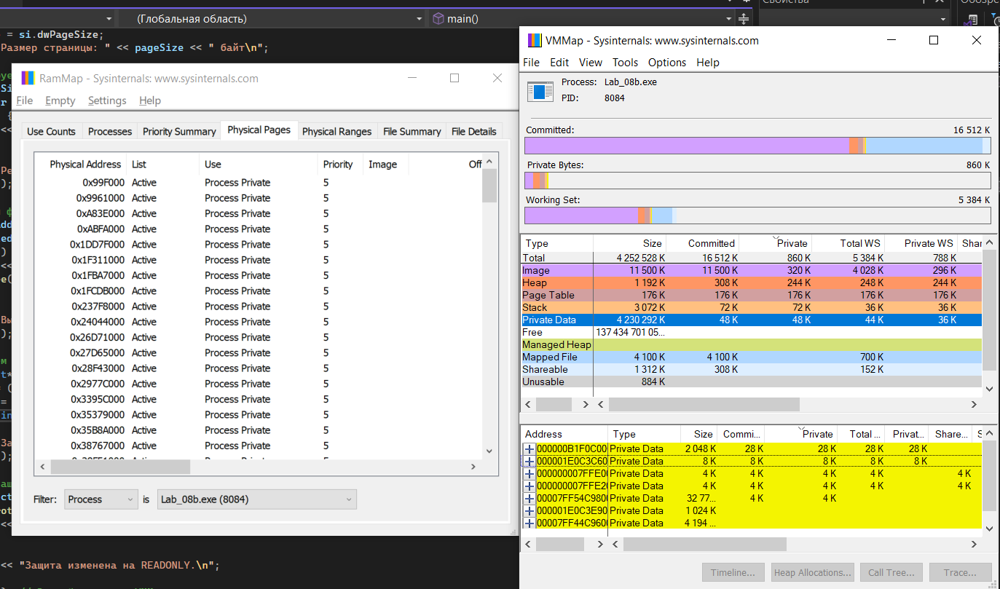 Свойства
(Глобальная область)
main()
= si.dwPageSize;
Размер страницы: " << pageSize << " байт\n";
RamMap - Sysinternals: www.sysinternals.com
File Empty Settings Help
Use Counts Processes Priority Summary Physical Pages Physical Ranges File Summary File Details
Physical Address List Use Priority Image Off
0x99F000 Active Process Private 5
0x9961000 Active Process Private 5
0xA83E000 Active Process Private 5
0xABFA000 Active Process Private 5
0x1DD7F000 Active Process Private 5
0x1F311000 Active Process Private 5
0x1FBA7000 Active Process Private 5
0x1FCDB000 Active Process Private 5
0x237F8000 Active Process Private 5
0x24044000 Active Process Private 5
0x26D71000 Active Process Private 5
0x27D65000 Active Process Private 5
0x28F43000 Active Process Private 5
0x2977C000 Active Process Private 5
0x3395C000 Active Process Private 5
0x35379000 Active Process Private 5
0x35B8A000 Active Process Private 5
0x38767000 Active Process Private 5
Filter: Process is Lab_08b.exe (8084)
<< "Защита изменена на READONLY.\n";
VMMap - Sysinternals: www.sysinternals.com
File Edit View Tools Options Help
Process: Lab_08b.exe
PID: 8084
Committed: 16 512 K
Private Bytes: 860 K
Working Set: 5 384 K
Type Size Committed Private Total WS Private WS Shar
Total 4 252 528 K 16 512 K 860 K 5 384 K 788 K
Image 11 500 K 11 500 K 320 K 4 028 K 296 K
Heap 1 192 K 308 K 244 K 248 K 244 K
Page Table 176 K 176 K 176 K 176 K 176 K
Stack 3 072 K 72 K 72 K 36 K 36 K
Private Data 4 230 292 K 48 K 48 K 44 K 36 K
Free 137 434 701 05...
Managed Heap
Mapped File 4 100 K 4 100 K 700 K
Shareable 1 312 K 308 K 152 K
Unusable 884 K
Address Type Size Commi... Private Total ... Privat... Share... S
000000B1F0C00 Private Data 2 048 K 28 K 28 K 28 K 28 K
000001E0C3C60 Private Data 8 K 8 K 8 K 8 K 8 K
000000007FFE0 Private Data 4 K 4 K 4 K 4 K 4 K
000000007FFE2 Private Data 4 K 4 K 4 K 4 K 4 K
00007FF54C980 Private Data 32 77... 4 K 4 K
000001E0C3E90 Private Data 1 024 K
00007FF44C960 Private Data 4 194 ...
Timeline... Heap Allocations... Call Tree... Trace...